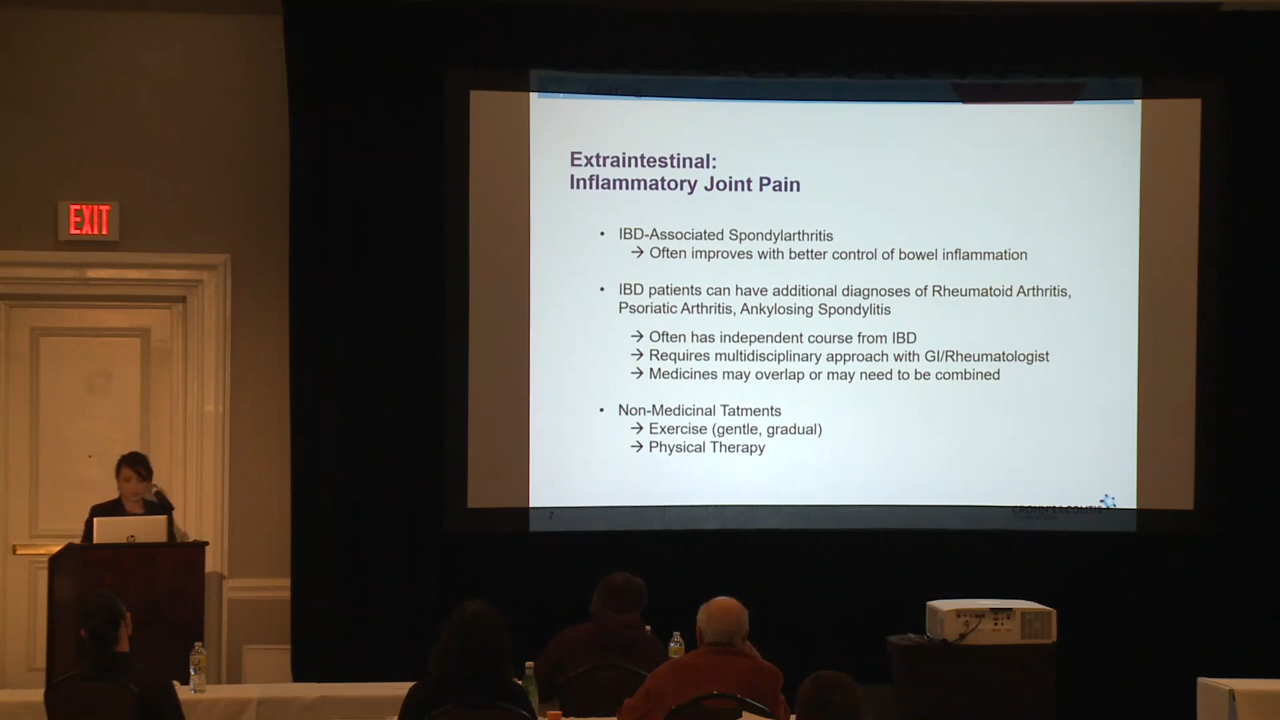 EXIT
Extraintestinal:
Inflammatory Joint Pain
• IBD-Associated Spondylarthritis
→ Often improves with better control of bowel inflammation
• IBD patients can have additional diagnoses of Rheumatoid Arthritis,
Psoriatic Arthritis, Ankylosing Spondylitis
→ Often has independent course from IBD
→ Requires multidisciplinary approach with GI/Rheumatologist
→ Medicines may overlap or may need to be combined
• Non-Medicinal Tatments
→ Exercise (gentle, gradual)
→ Physical Therapy
7
CROHN'S & COLITIS